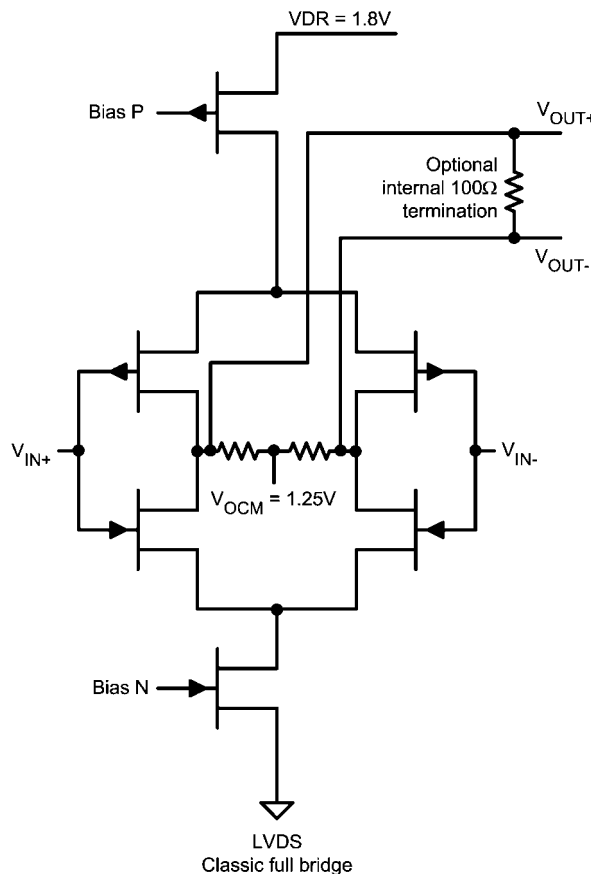 VDR = 1.8V
Bias P
VOUT+
Optional
internal 100Ω
termination
VOUT-
VIN+
VIN-
VOCM = 1.25V
Bias N
LVDS
Classic full bridge